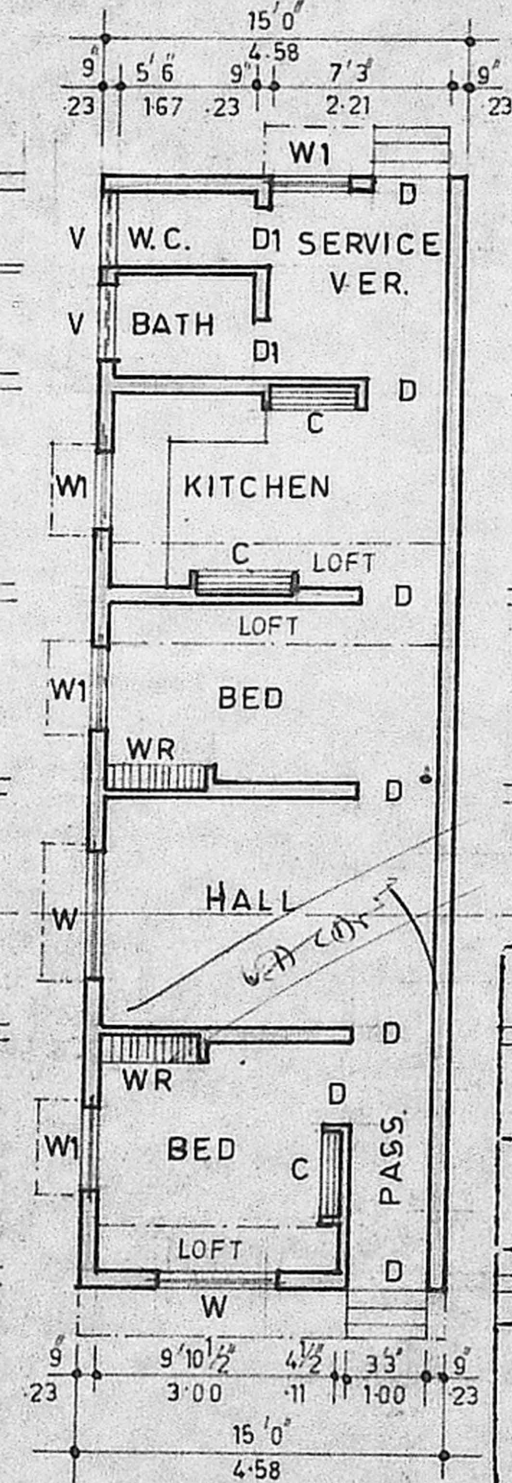 15'0"
4.58
9" 5'6" 9" 7'3" 9"
.23 1.67 .23 2.21 .23
W1
D
V W.C. D1 SERVICE
VER.
V BATH
D1
D
C
W1 KITCHEN
C LOFT
D
LOFT
W1 BED
WR
D
HALL
W
D
WR
D
W1 BED
C PASS.
LOFT
D
W
9" 9'10½" 4½" 3'3" 9"
.23 3.00 .11 1.00 .23
15'0"
4.58